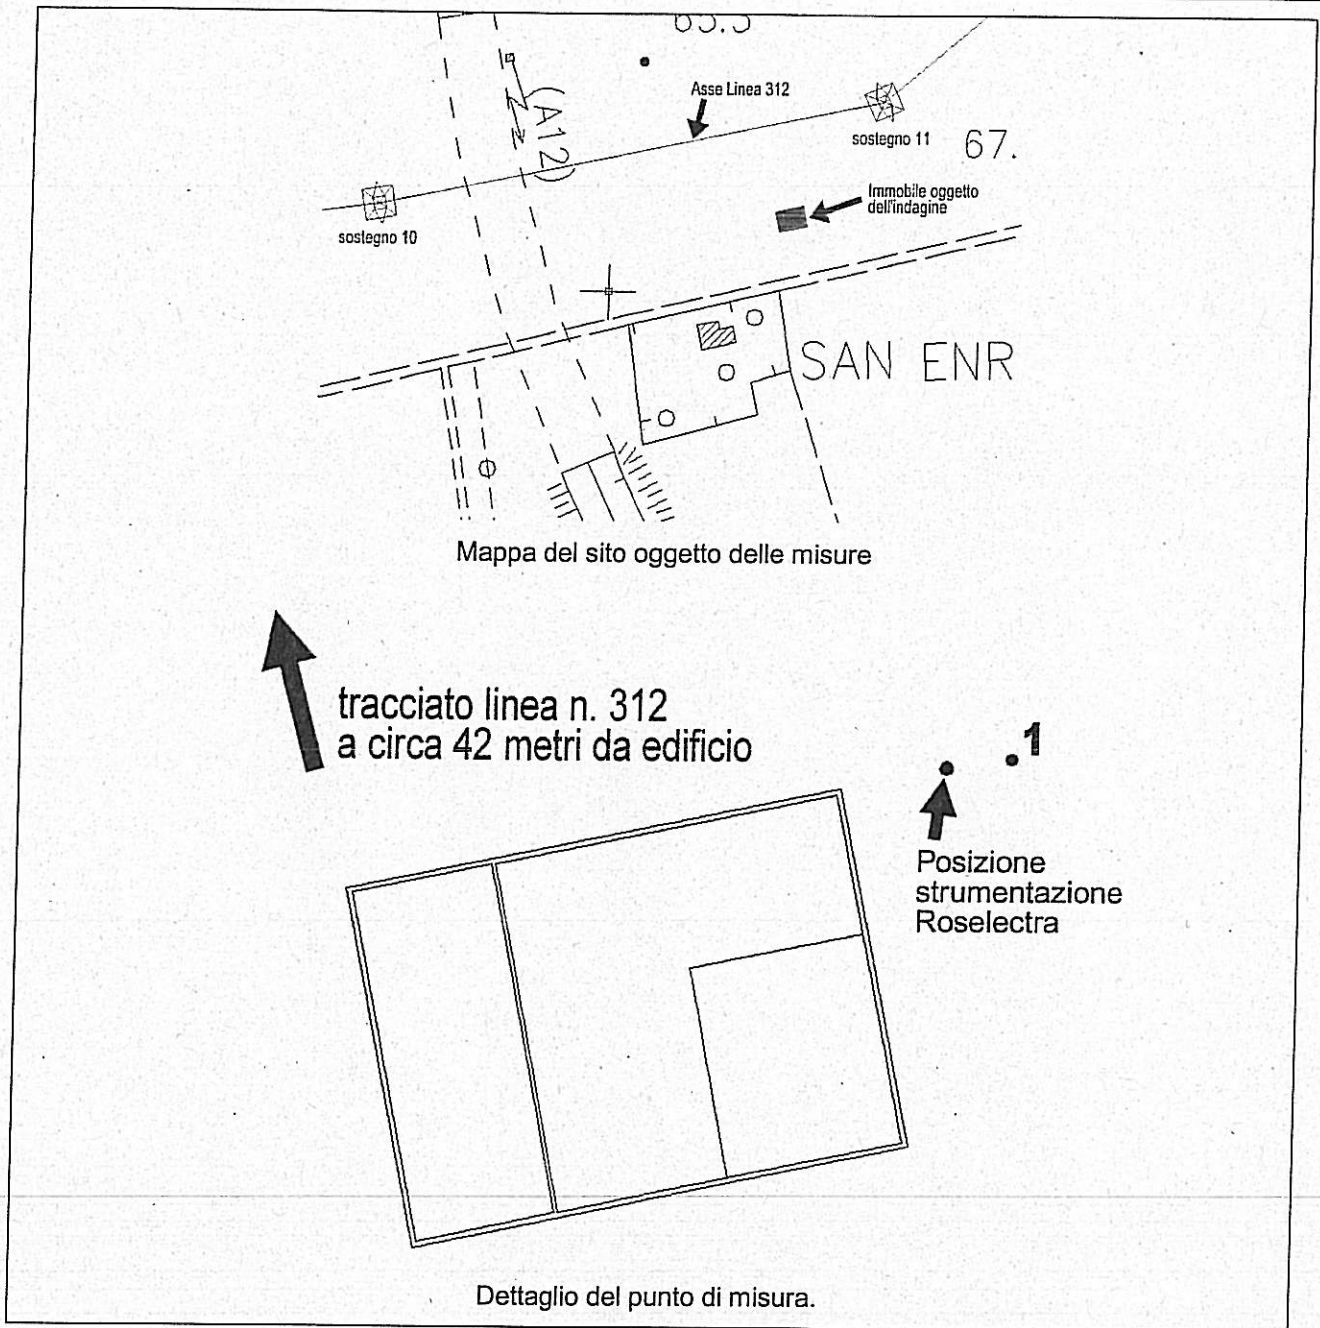 Asse Linea 312
(A12)
sostegno 11
67.
Immobile oggetto
dell'indagine
sostegno 10
SAN ENR
Mappa del sito oggetto delle misure
tracciato linea n. 312
a circa 42 metri da edificio
1
Posizione
strumentazione
Roselectra
Dettaglio del punto di misura.